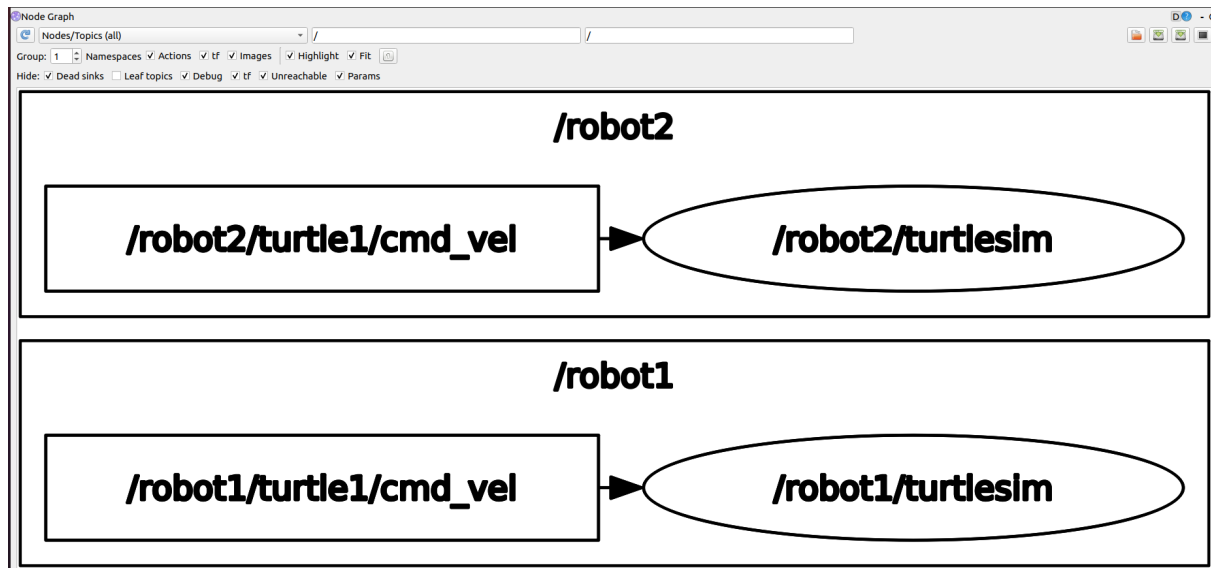 Node Graph
D
Nodes/Topics (all) / /
Group: 1 Namespaces Actions tf Images Highlight Fit
Hide: Dead sinks Leaf topics Debug tf Unreachable Params
/robot2
/robot2/turtle1/cmd_vel /robot2/turtlesim
/robot1
/robot1/turtle1/cmd_vel /robot1/turtlesim